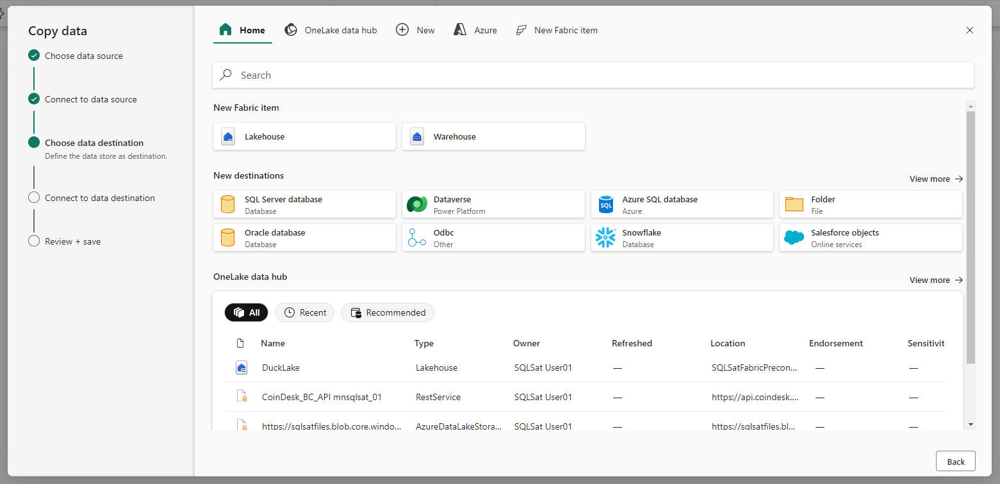 Copy data
Choose data source
Connect to data source
Choose data destination
Define the data store as destination.
Connect to data destination
Review + save
Home OneLake data hub New Azure New Fabric item
Search
New Fabric item
Lakehouse Warehouse
New destinations View more
SQL Server database Dataverse Azure SQL database Folder
Database Power Platform SQL Azure File
Oracle database Odbc Snowflake Salesforce objects
Database Other Database Online services
OneLake data hub View more
All Recent Recommended
Name Type Owner Refreshed Location Endorsement Sensitivit
DuckLake Lakehouse SQLSat User01 — SQLSatFabricPrecon... — —
CoinDesk_BC_API mnsqlsat_01 RestService SQLSat User01 — https://api.coindesk.... — —
https://sqlsatfiles.blob.core.windo... AzureDataLakeStora... SQLSat User01 — https://sqlsatfiles.bl... — —
Back